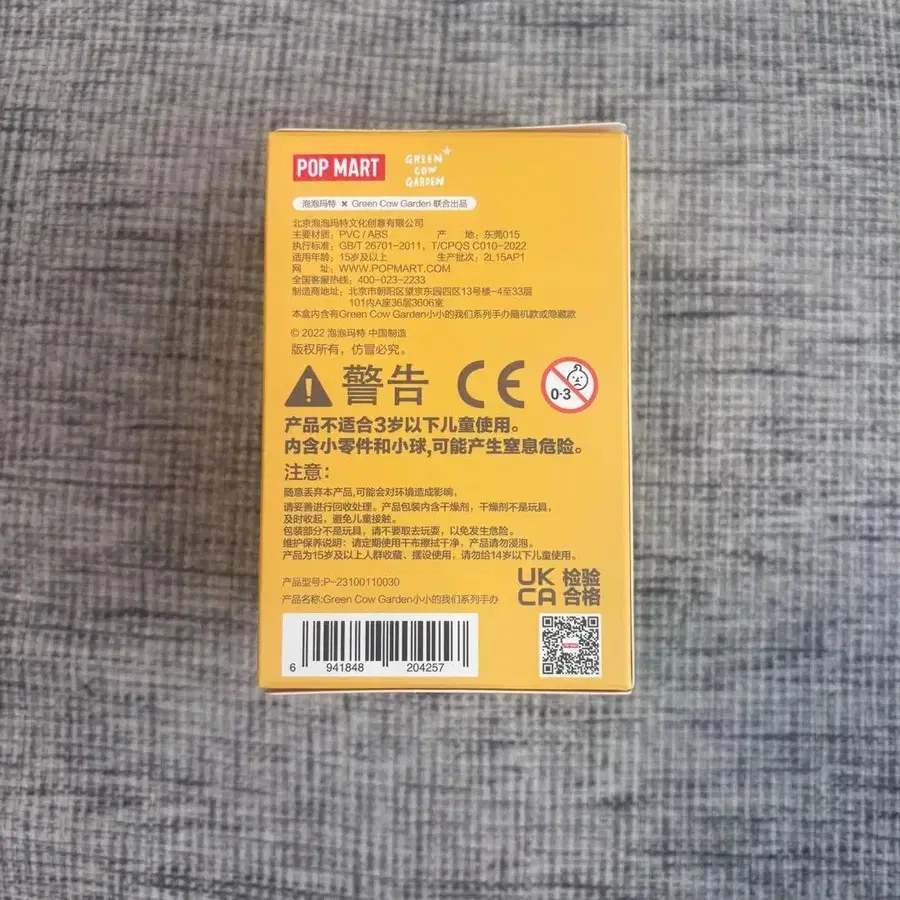 POP MART
GREEN
COW
GARDEN
泡泡玛特 × Green Cow Garden 联合出品
北京泡泡玛特文化创意有限公司
主要材质：PVC / ABS 产 地：东莞015
执行标准：GB/T 26701-2011，T/CPQS C010-2022
适用年龄：15岁及以上 生产批次：2L15AP1
网 址：WWW.POPMART.COM
全国客服热线：400-023-2233
制造商地址：北京市朝阳区望京东园四区13号楼-4至33层
101内A座36层3606室
本盒内含有Green Cow Garden小小的我们系列手办随机款或隐藏款
© 2022 泡泡玛特 中国制造
版权所有，仿冒必究。
警告 CE 0-3
产品不适合3岁以下儿童使用。
内含小零件和小球,可能产生窒息危险。
注意：
随意丢弃本产品,可能会对环境造成影响，
请妥善进行回收处理。产品包装内含干燥剂，干燥剂不是玩具，
及时收起，避免儿童接触。
包装部分不是玩具，请不要取去玩耍，以免发生危险。
维护保养说明：请定期使用干布擦拭干净，产品请勿浸泡。
产品为15岁及以上人群收藏、摆设使用，请勿给14岁以下儿童使用。
产品型号:P-23100110030
产品名称:Green Cow Garden小小的我们系列手办
UK
CA
检验
合格
6 941848 204257
POP MART